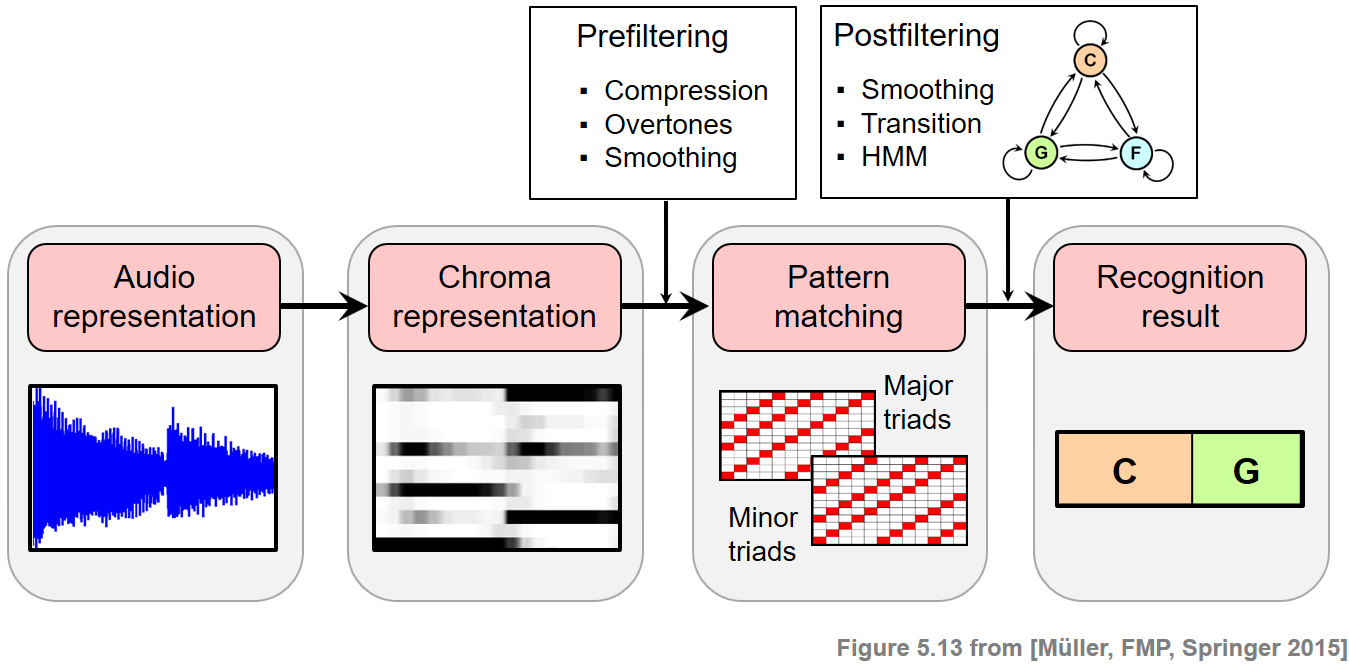 Prefiltering
▪ Compression
▪ Overtones
▪ Smoothing
Postfiltering
▪ Smoothing
▪ Transition
▪ HMM
C
G
F
Audio
representation
Chroma
representation
Pattern
matching
Recognition
result
Major
triads
Minor
triads
C
G
Figure 5.13 from [Müller, FMP, Springer 2015]